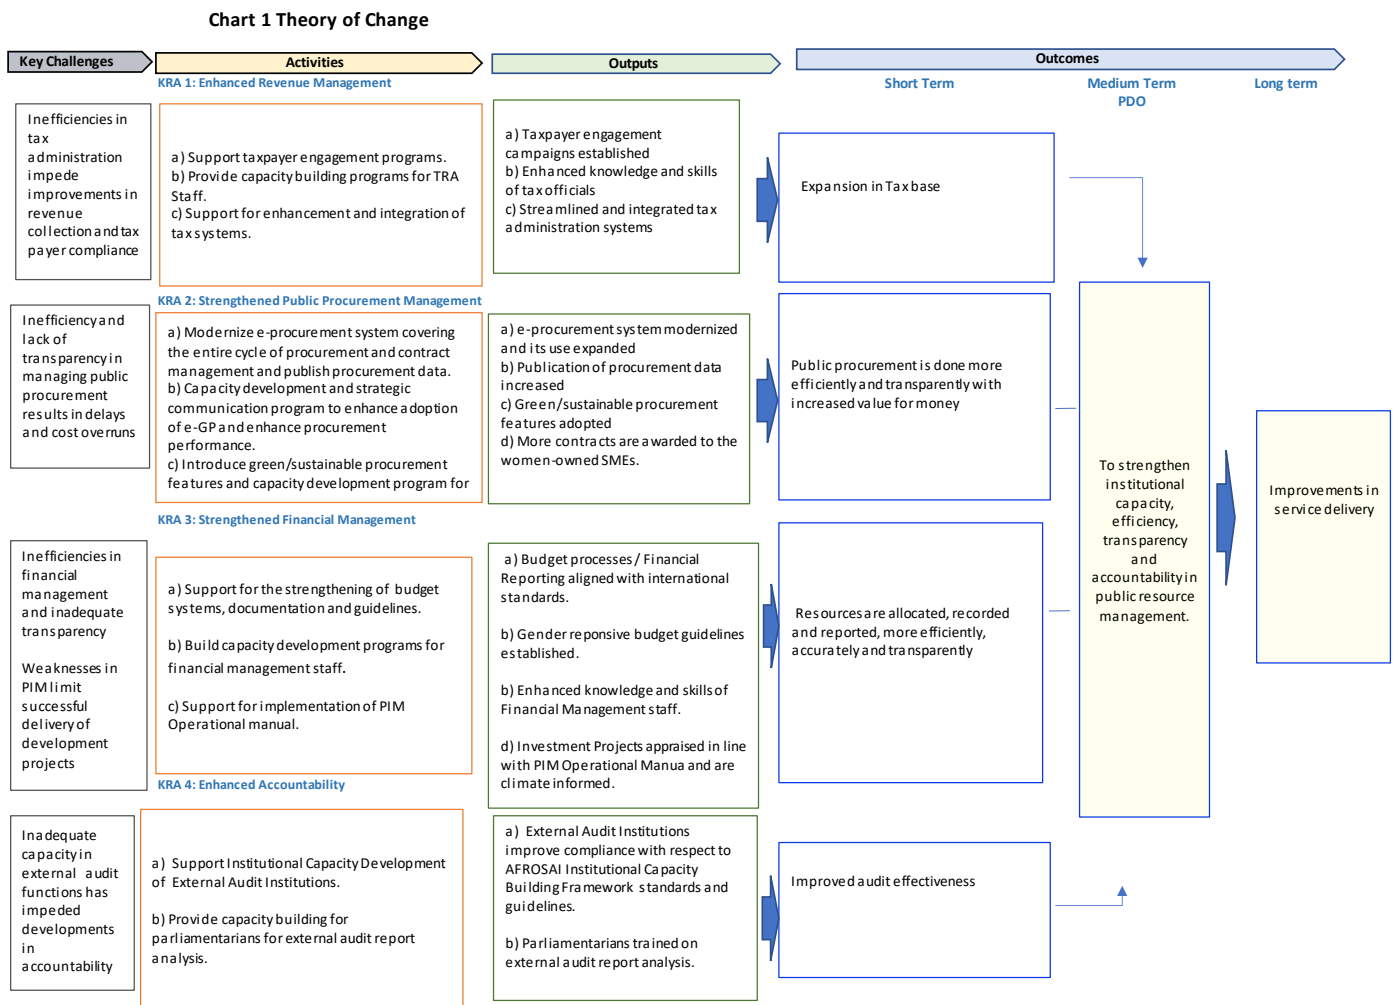 Chart 1 Theory of Change
Key Challenges
Activities
Outputs
Outcomes
Short Term
Medium Term
PDO
Long term
KRA 1: Enhanced Revenue Management
Inefficiencies in
tax
administration
impede
improvements in
revenue
collection and tax
payer compliance
a) Support taxpayer engagement programs.
b) Provide capacity building programs for TRA
Staff.
c) Support for enhancement and integration of
tax systems.
a) Taxpayer engagement
campaigns established
b) Enhanced knowledge and skills
of tax officials
c) Streamlined and integrated tax
administration systems
Expansion in Tax base
KRA 2: Strengthened Public Procurement Management
Inefficiency and
lack of
transparency in
managing public
procurement
results in delays
and cost overruns
a) Modernize e-procurement system covering
the entire cycle of procurement and contract
management and publish procurement data.
b) Capacity development and strategic
communication program to enhance adoption
of e-GP and enhance procurement
performance.
c) Introduce green/sustainable procurement
features and capacity development program for
a) e-procurement system modernized
and its use expanded
b) Publication of procurement data
increased
c) Green/sustainable procurement
features adopted
d) More contracts are awarded to the
women-owned SMEs.
Public procurement is done more
efficiently and transparently with
increased value for money
KRA 3: Strengthened Financial Management
Inefficiencies in
financial
management
and inadequate
transparency
Weaknesses in
PIM limit
successful
delivery of
development
projects
a) Support for the strengthening of budget
systems, documentation and guidelines.
b) Build capacity development programs for
financial management staff.
c) Support for implementation of PIM
Operational manual.
a) Budget processes / Financial
Reporting aligned with international
standards.
b) Gender reponsive budget guidelines
established.
b) Enhanced knowledge and skills of
Financial Management staff.
d) Investment Projects appraised in line
with PIM Operational Manua and are
climate informed.
Resources are allocated, recorded
and reported, more efficiently,
accurately and transparently
To strengthen
institutional
capacity,
efficiency,
transparency
and
accountability in
public resource
management.
Improvements in
service delivery
KRA 4: Enhanced Accountability
Inadequate
capacity in
external audit
functions has
impeded
developments
in
accountability
a) Support Institutional Capacity Development
of External Audit Institutions.
b) Provide capacity building for
parliamentarians for external audit report
analysis.
a) External Audit Institutions
improve compliance with respect to
AFROSAI Institutional Capacity
Building Framework standards and
guidelines.
b) Parliamentarians trained on
external audit report analysis.
Improved audit effectiveness